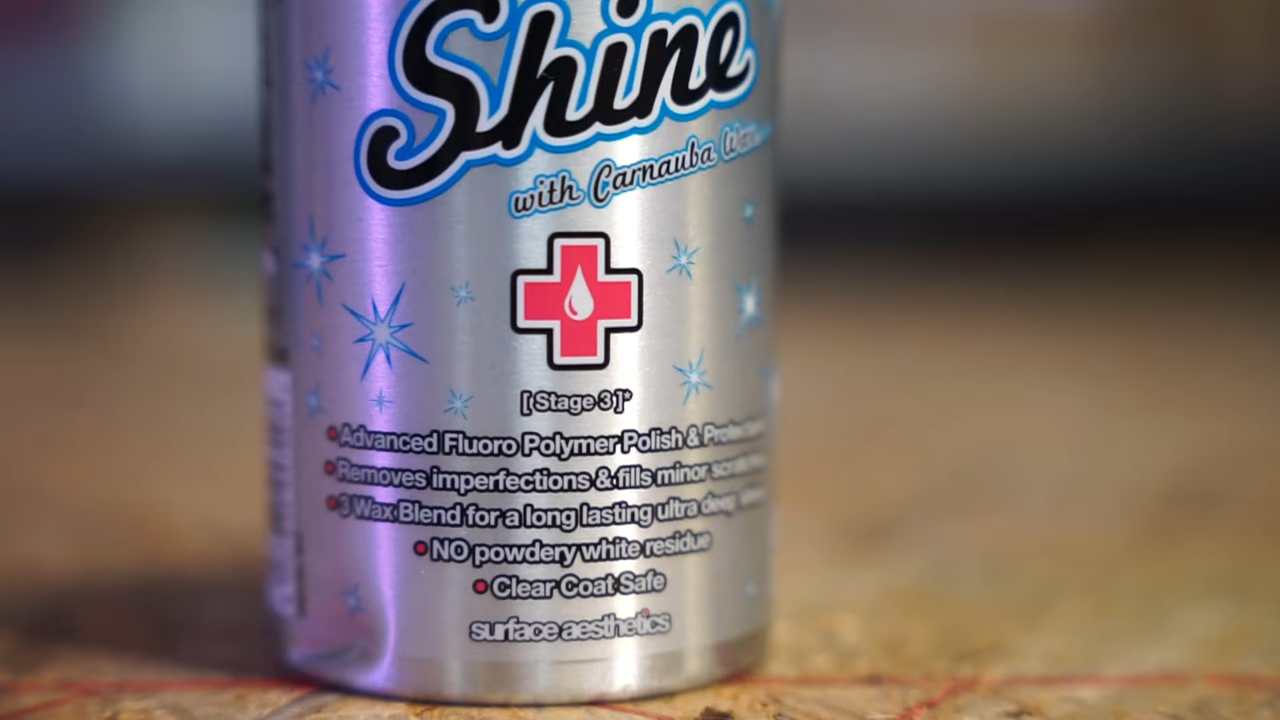 Shine
with Carnauba Wax
[ Stage 3 ]*
• Advanced Fluoro Polymer Polish &
• Removes imperfections & fills minor
• 3 Wax Blend for a long lasting ultra deep
• NO powdery white residue
• Clear Coat Safe
surface aesthetics